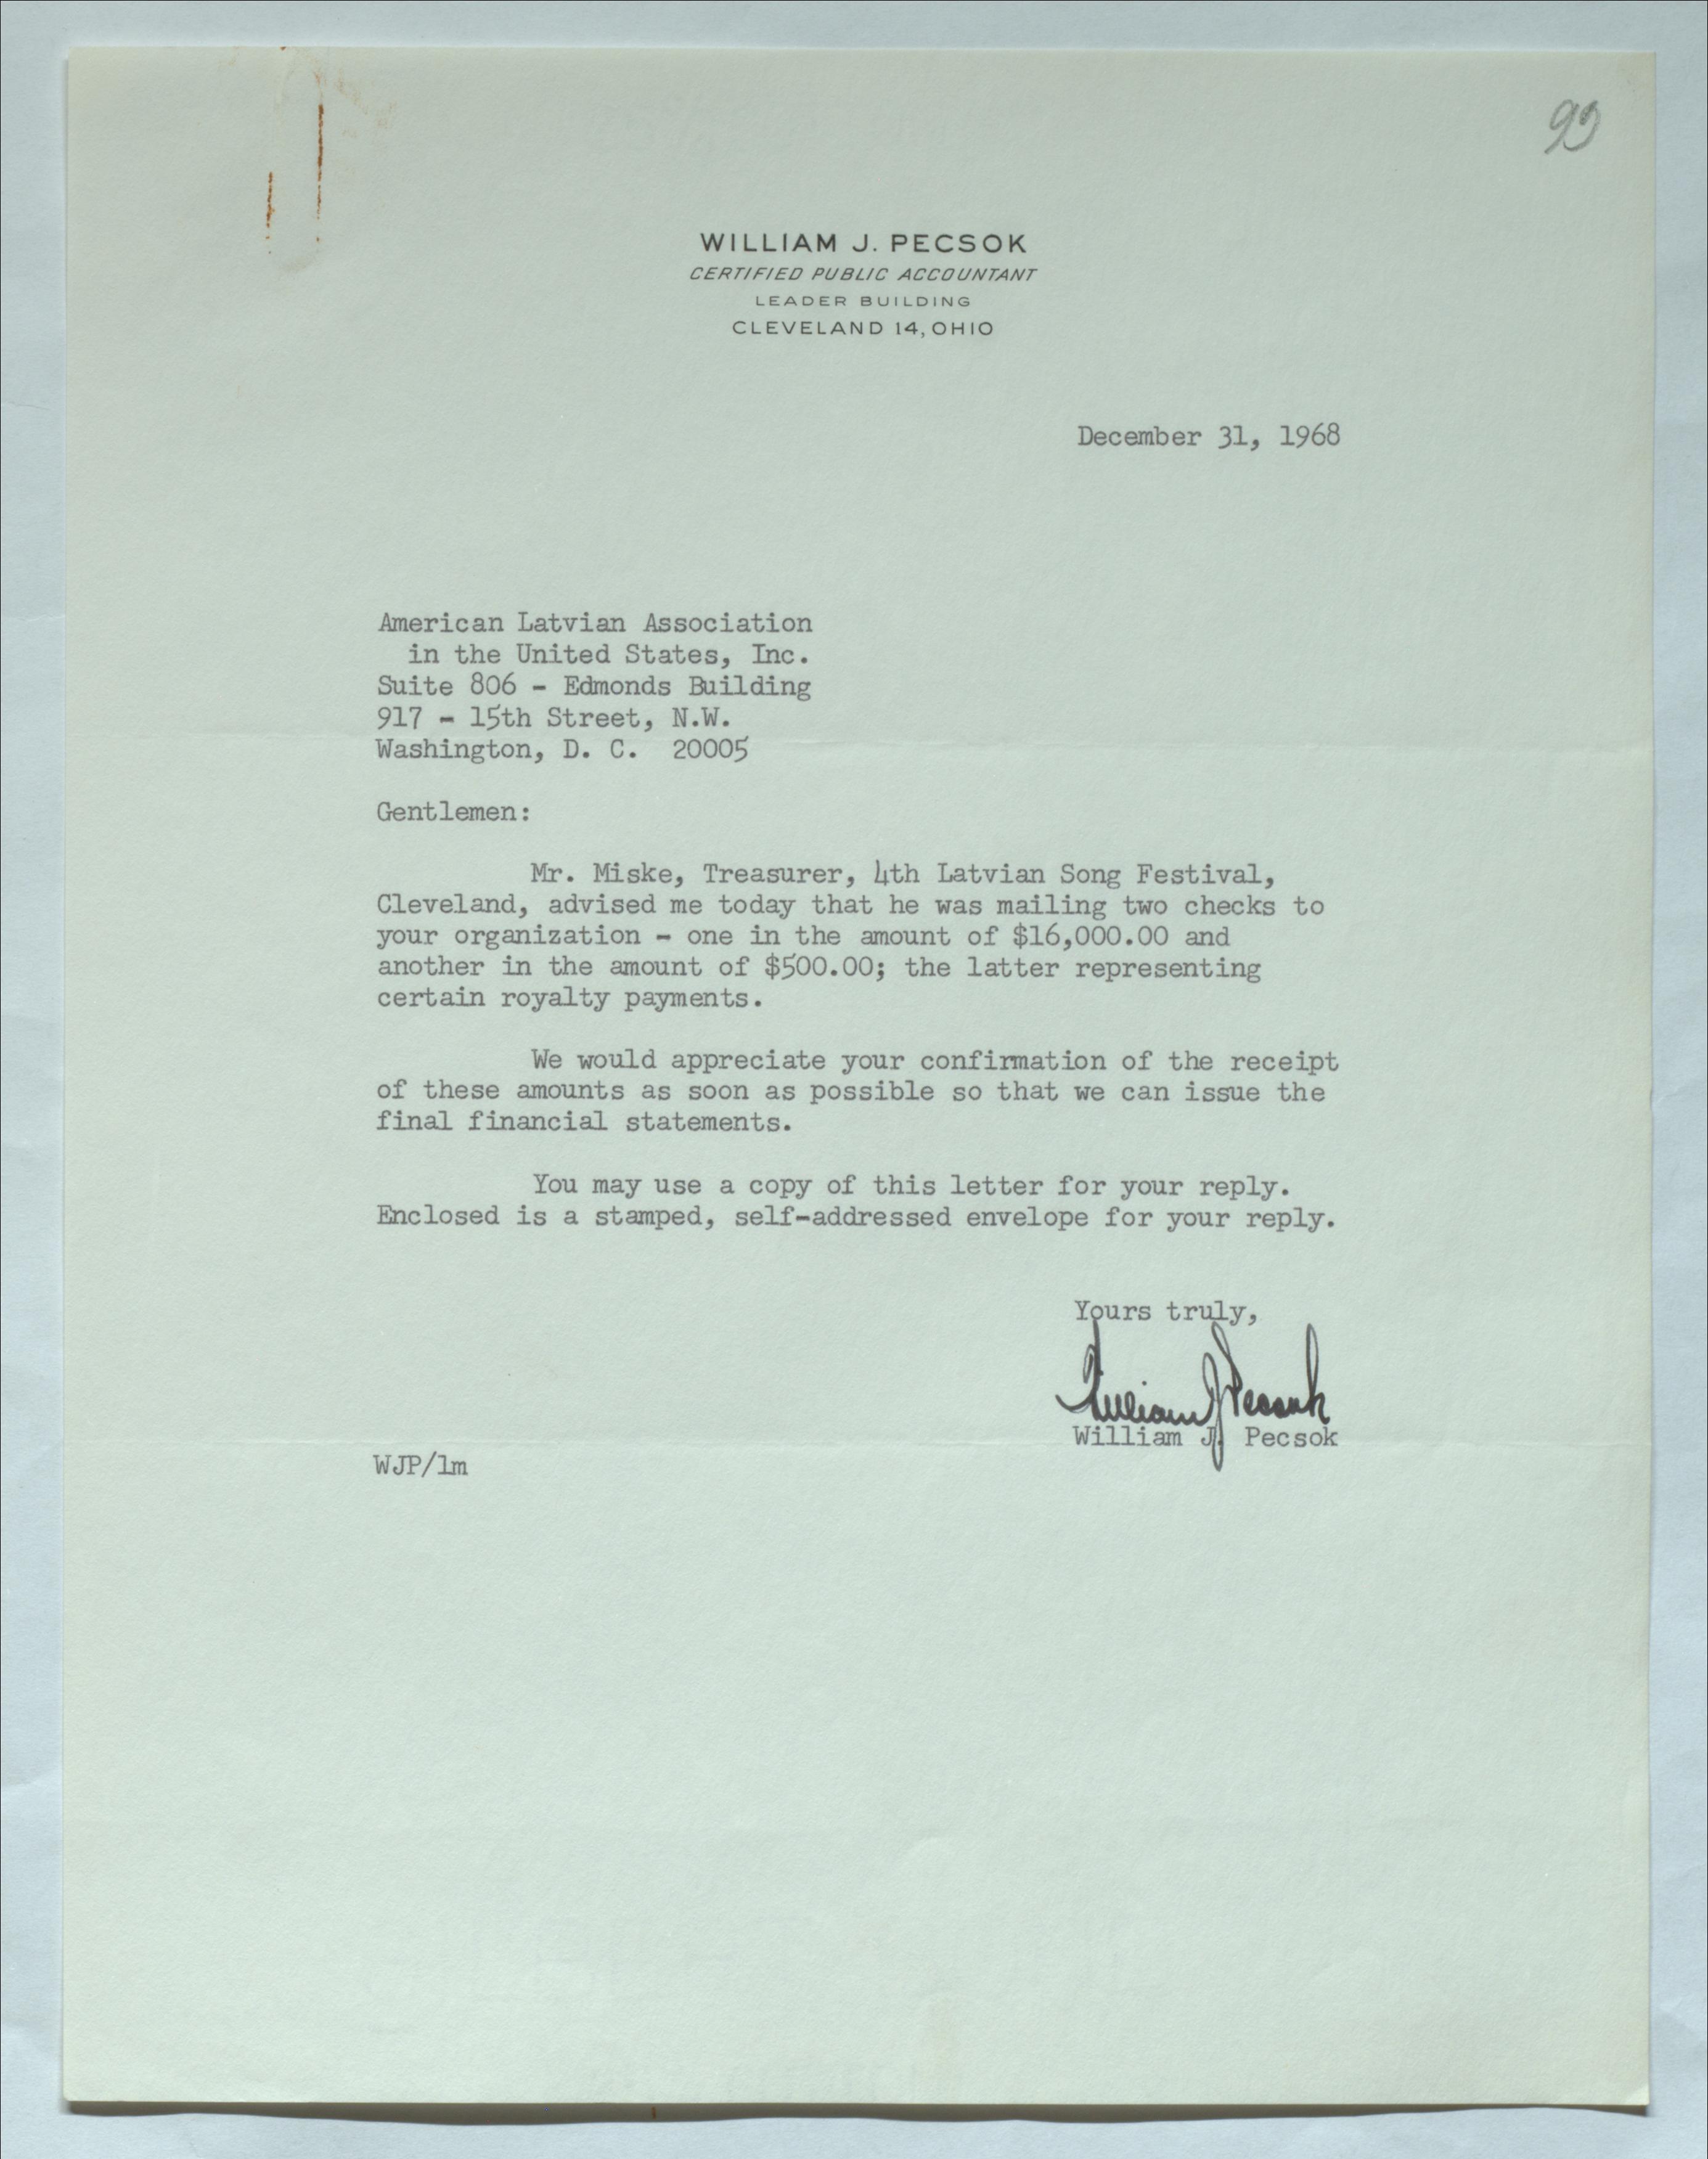 99
WILLIAM J. PECSOK
CERTIFIED PUBLIC ACCOUNTANT
LEADER BUILDING
CLEVELAND 14, OHIO
December 31, 1968
American Latvian Association
in the United States, Inc.
Suite 806 - Edmonds Building
917 - 15th Street, N.W.
Washington, D. C. 20005
Gentlemen:
Mr. Miske, Treasurer, 4th Latvian Song Festival,
Cleveland, advised me today that he was mailing two checks to
your organization - one in the amount of $16,000.00 and
another in the amount of $500.00; the latter representing
certain royalty payments.
We would appreciate your confirmation of the receipt
of these amounts as soon as possible so that we can issue the
final financial statements.
You may use a copy of this letter for your reply.
Enclosed is a stamped, self-addressed envelope for your reply.
Yours truly,
William J Pecsok
William J. Pecsok
WJP/lm